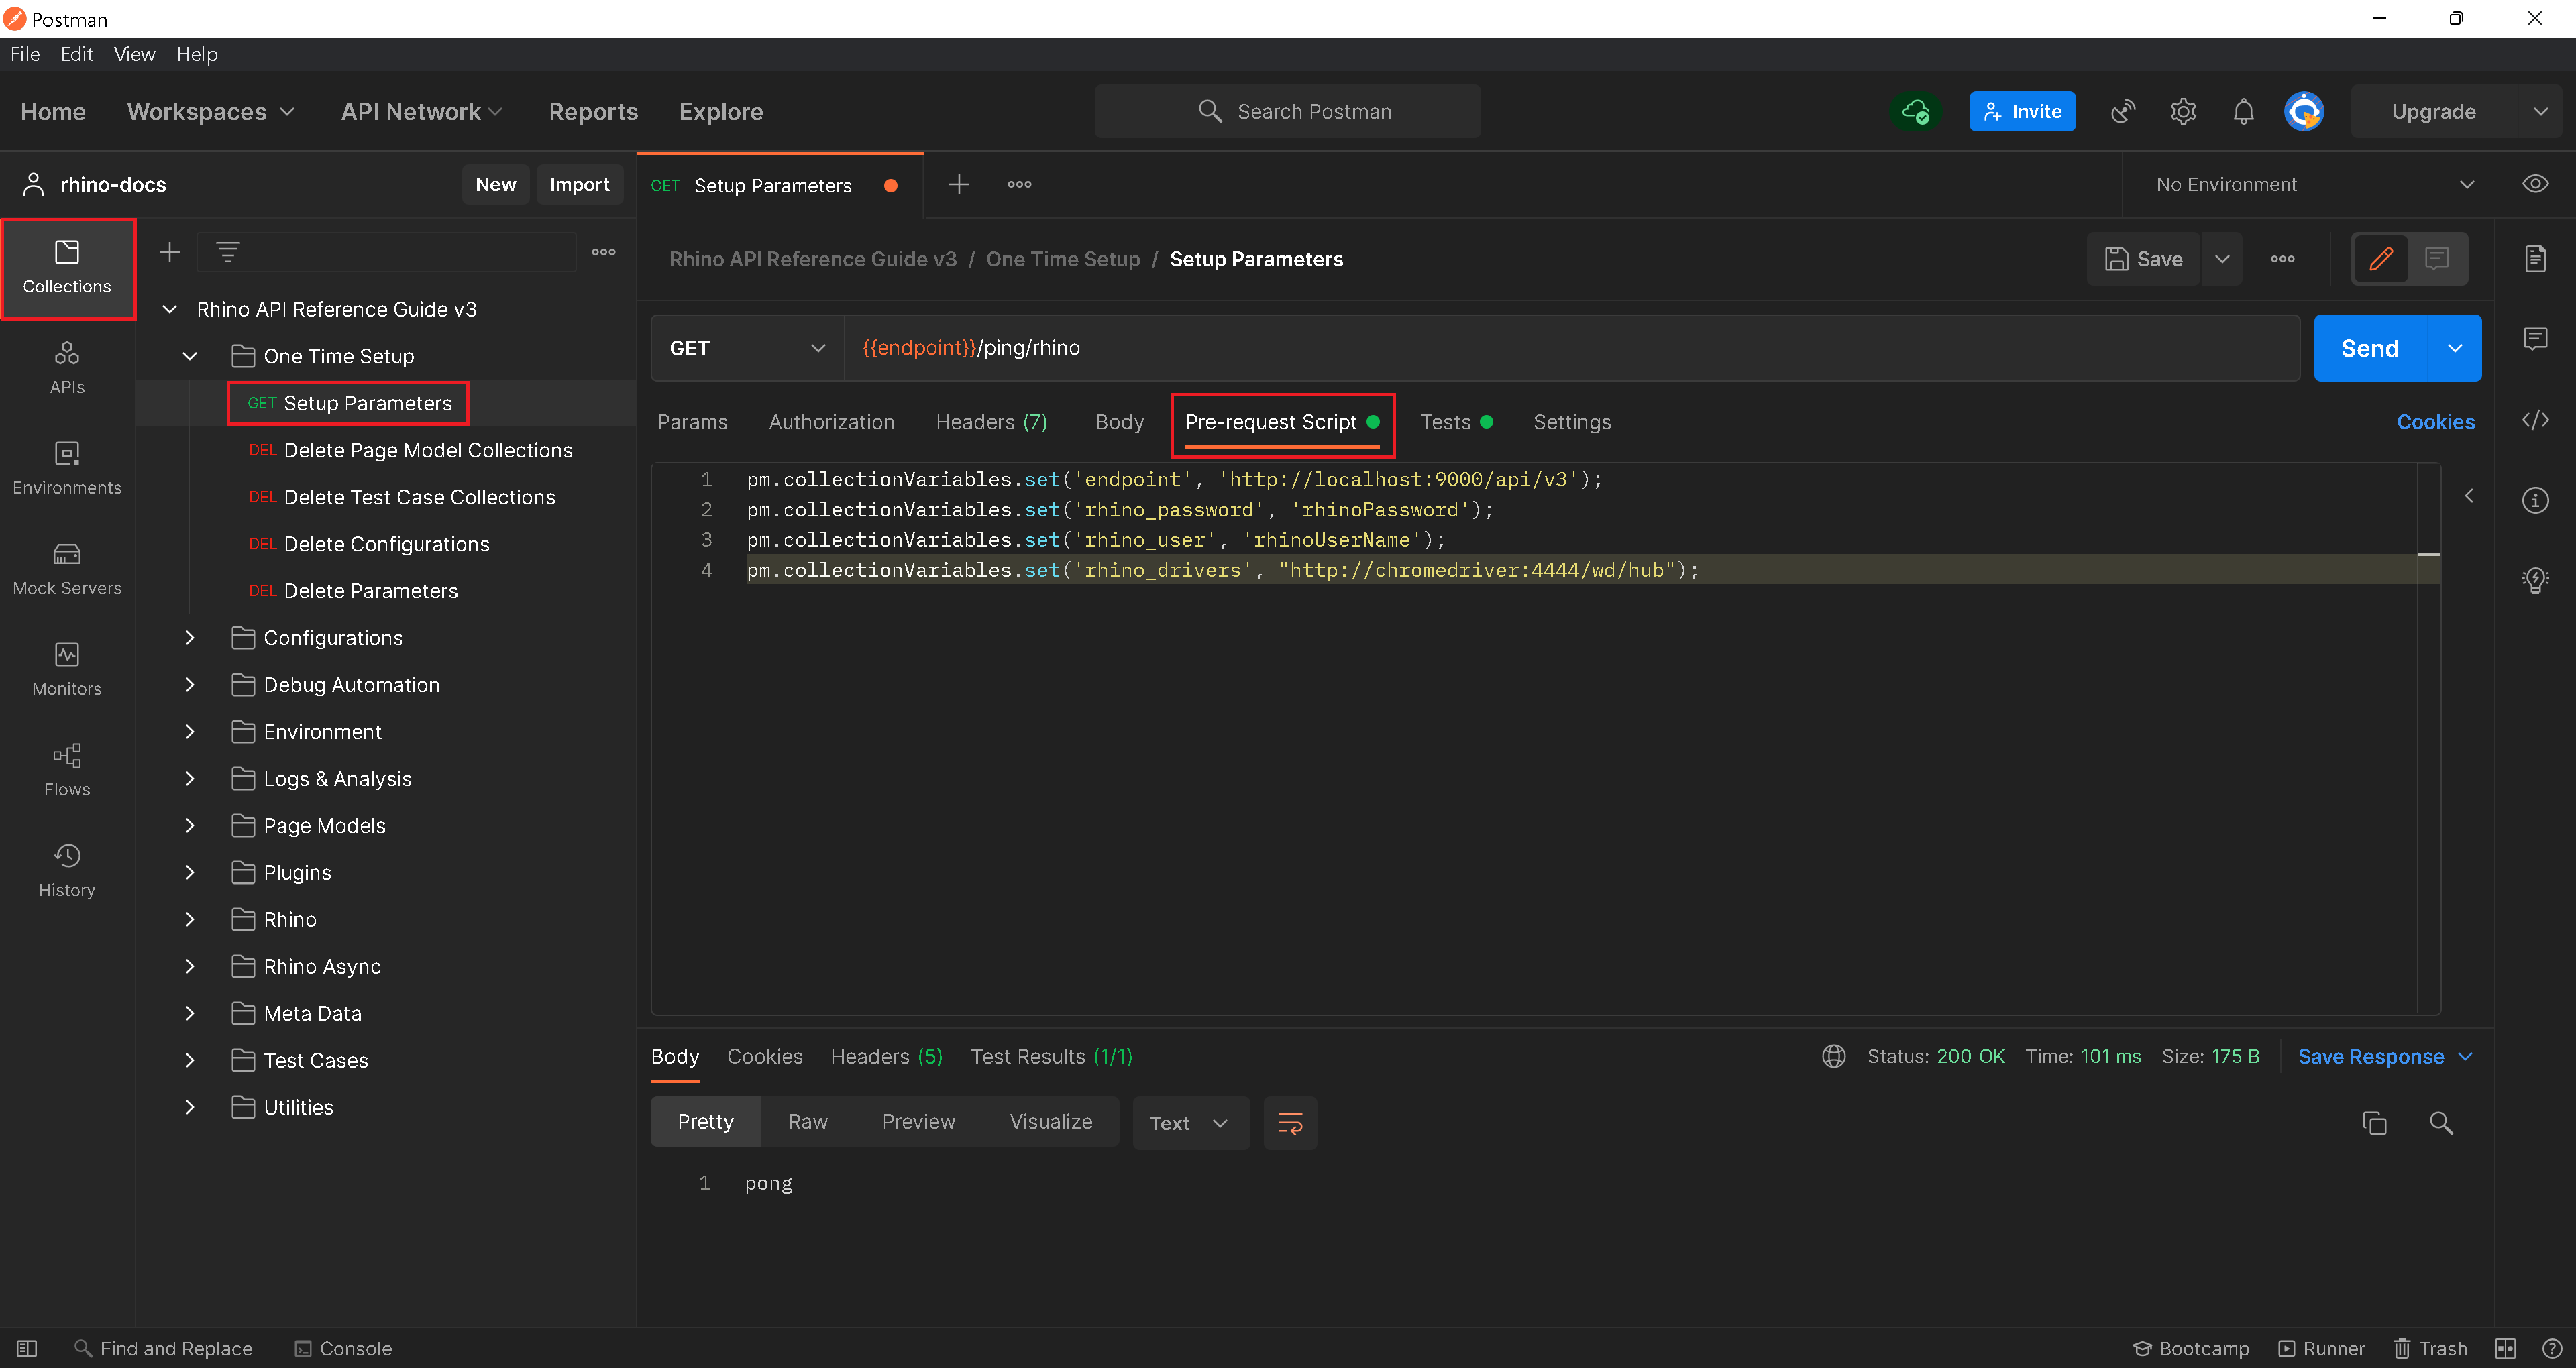 Postman
File Edit View Help
Home Workspaces API Network Reports Explore Search Postman Invite Upgrade
rhino-docs New Import GET Setup Parameters No Environment
Collections
APIs
Environments
Mock Servers
Monitors
Flows
History
Rhino API Reference Guide v3
One Time Setup
GET Setup Parameters
DEL Delete Page Model Collections
DEL Delete Test Case Collections
DEL Delete Configurations
DEL Delete Parameters
Configurations
Debug Automation
Environment
Logs & Analysis
Page Models
Plugins
Rhino
Rhino Async
Meta Data
Test Cases
Utilities
Rhino API Reference Guide v3 / One Time Setup / Setup Parameters Save
GET {{endpoint}}/ping/rhino Send
Params Authorization Headers (7) Body Pre-request Script Tests Settings Cookies
1 pm.collectionVariables.set('endpoint', 'http://localhost:9000/api/v3');
2 pm.collectionVariables.set('rhino_password', 'rhinoPassword');
3 pm.collectionVariables.set('rhino_user', 'rhinoUserName');
4 pm.collectionVariables.set('rhino_drivers', "http://chromedriver:4444/wd/hub");
Body Cookies Headers (5) Test Results (1/1) Status: 200 OK Time: 101 ms Size: 175 B Save Response
Pretty Raw Preview Visualize Text
1 pong
Find and Replace Console Bootcamp Runner Trash